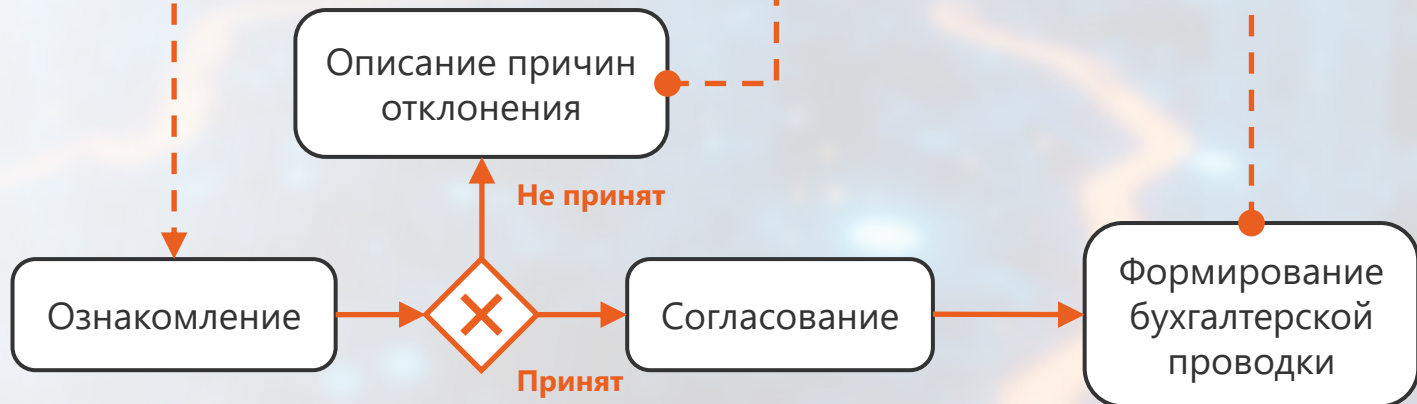 Описание причин
отклонения
Не принят
Ознакомление
Согласование
Принят
Формирование
бухгалтерской
проводки